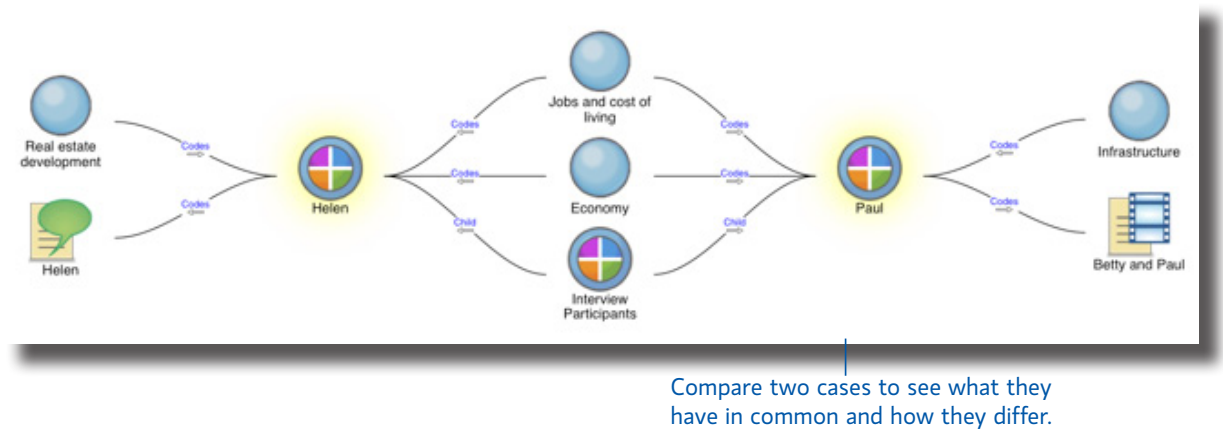 Real estate
development
Codes
Codes
Helen
Helen
Codes
Codes
Child
Jobs and cost of
living
Economy
Interview
Participants
Codes
Codes
Child
Paul
Codes
Codes
Infrastructure
Betty and Paul
Compare two cases to see what they
have in common and how they differ.